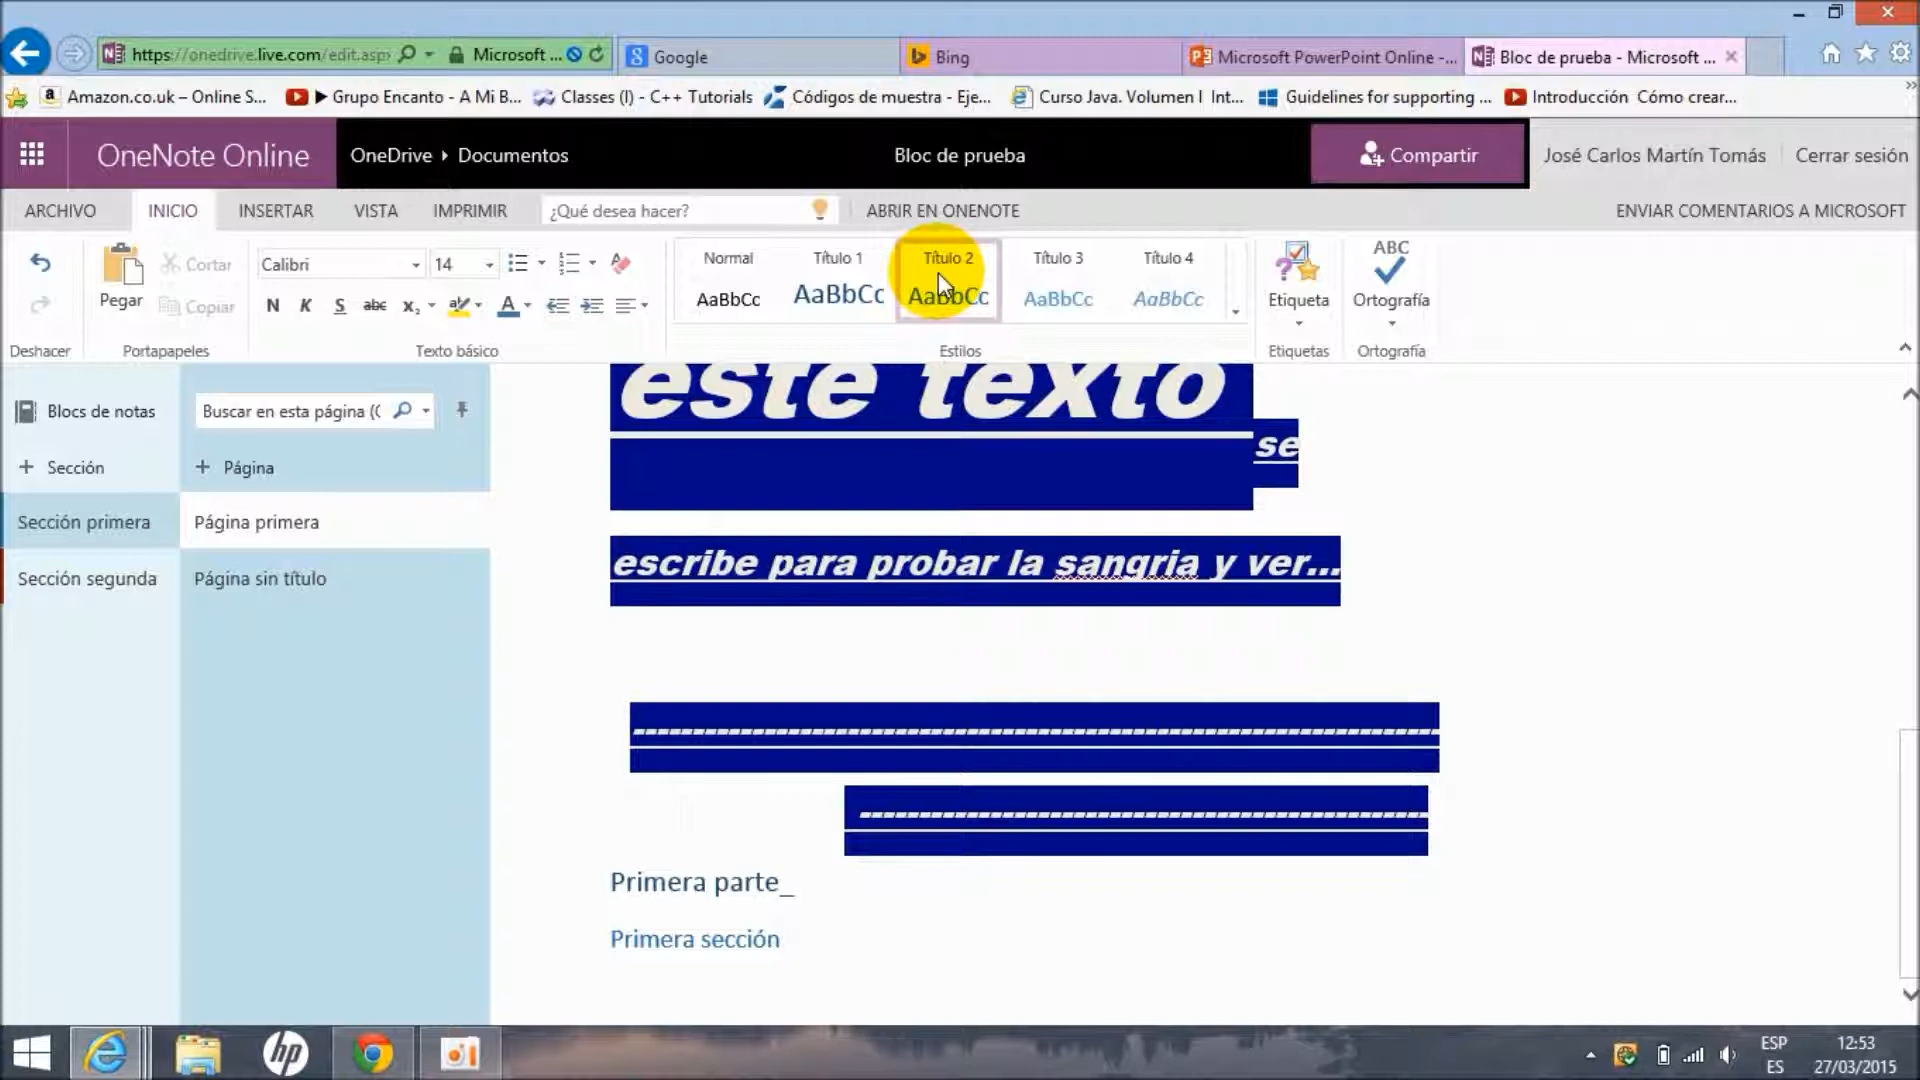 https://onedrive.live.com/edit.asp
Microsoft ...
Google
Bing
Microsoft PowerPoint Online -...
Bloc de prueba - Microsoft ...
Amazon.co.uk – Online S...
▶ Grupo Encanto - A Mi B...
Classes (I) - C++ Tutorials
Códigos de muestra - Eje...
Curso Java. Volumen I Int...
Guidelines for supporting ...
Introducción Cómo crear...
OneNote Online
OneDrive ▸ Documentos
Bloc de prueba
Compartir
José Carlos Martín Tomás
Cerrar sesión
ARCHIVO
INICIO
INSERTAR
VISTA
IMPRIMIR
¿Qué desea hacer?
ABRIR EN ONENOTE
ENVIAR COMENTARIOS A MICROSOFT
Deshacer
Pegar
Cortar
Copiar
Portapapeles
Calibri
14
N K S abc x₂ A
Texto básico
Normal
AaBbCc
Título 1
AaBbCc
Título 2
AaBbCc
Título 3
AaBbCc
Título 4
AaBbCc
Estilos
Etiqueta
Etiquetas
ABC
Ortografía
Ortografía
Blocs de notas
Buscar en esta página ((
+ Sección
+ Página
Sección primera
Página primera
Sección segunda
Página sin título
este texto
se
escribe para probar la sangria y ver...
Primera parte_
Primera sección
hp
ESP
ES
12:53
27/03/2015